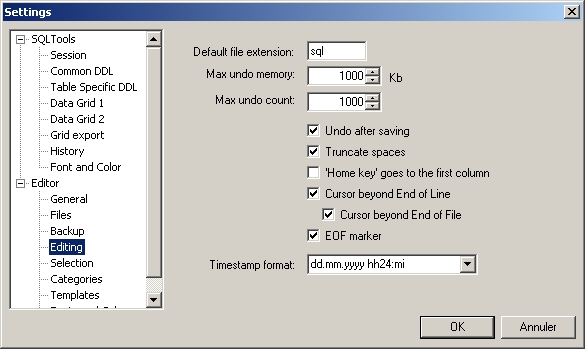 Settings
SQLTools
Session
Common DDL
Table Specific DDL
Data Grid 1
Data Grid 2
Grid export
History
Font and Color
Editor
General
Files
Backup
Editing
Selection
Categories
Templates
Default file extension: sql
Max undo memory: 1000 Kb
Max undo count: 1000
Undo after saving
Truncate spaces
'Home key' goes to the first column
Cursor beyond End of Line
Cursor beyond End of File
EOF marker
Timestamp format: dd.mm.yyyy hh24:mi
OK Annuler